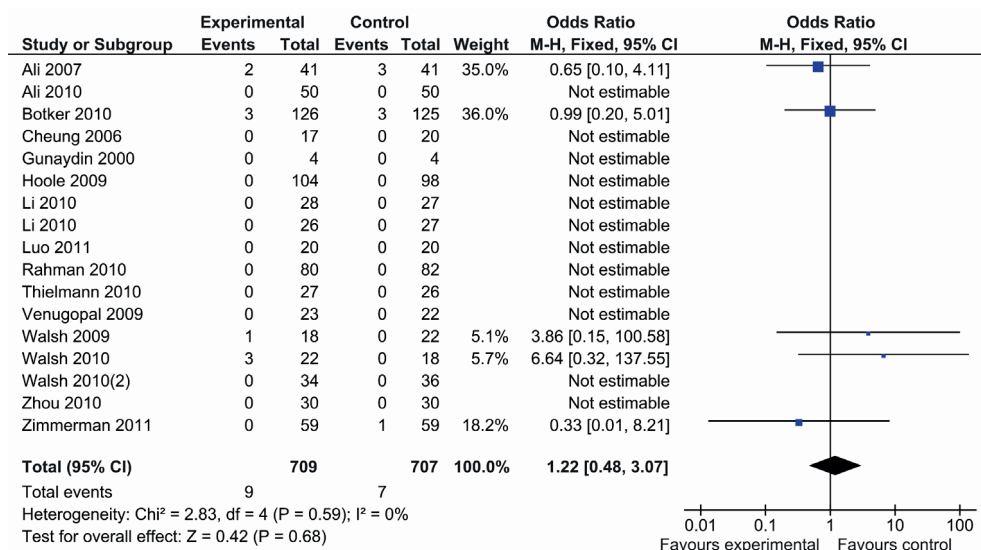 Experimental Control Odds Ratio Odds Ratio
Study or Subgroup Events Total Events Total Weight M-H, Fixed, 95% CI M-H, Fixed, 95% CI
Ali 2007 2 41 3 41 35.0% 0.65 [0.10, 4.11]
Ali 2010 0 50 0 50 Not estimable
Botker 2010 3 126 3 125 36.0% 0.99 [0.20, 5.01]
Cheung 2006 0 17 0 20 Not estimable
Gunaydin 2000 0 4 0 4 Not estimable
Hoole 2009 0 104 0 98 Not estimable
Li 2010 0 28 0 27 Not estimable
Li 2010 0 26 0 27 Not estimable
Luo 2011 0 20 0 20 Not estimable
Rahman 2010 0 80 0 82 Not estimable
Thielmann 2010 0 27 0 26 Not estimable
Venugopal 2009 0 23 0 22 Not estimable
Walsh 2009 1 18 0 22 5.1% 3.86 [0.15, 100.58]
Walsh 2010 3 22 0 18 5.7% 6.64 [0.32, 137.55]
Walsh 2010(2) 0 34 0 36 Not estimable
Zhou 2010 0 30 0 30 Not estimable
Zimmerman 2011 0 59 1 59 18.2% 0.33 [0.01, 8.21]
Total (95% CI) 709 707 100.0% 1.22 [0.48, 3.07]
Total events 9 7
Heterogeneity: Chi² = 2.83, df = 4 (P = 0.59); I² = 0%
Test for overall effect: Z = 0.42 (P = 0.68)
0.01 0.1 1 10 100
Favours experimental Favours control